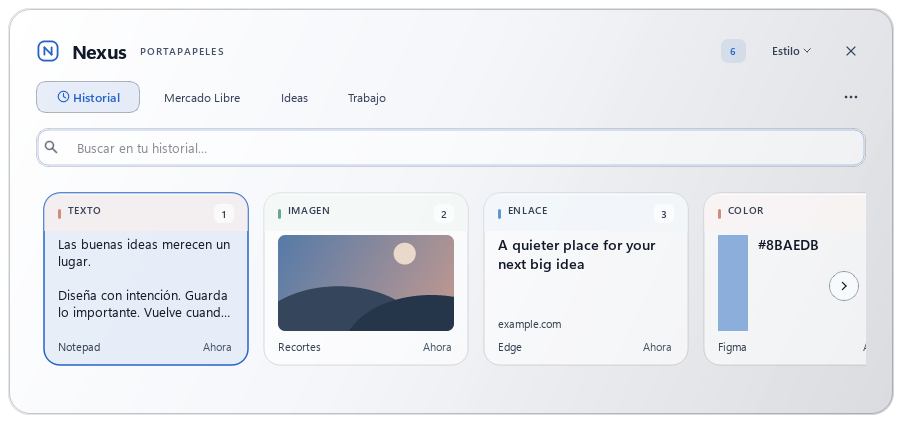 Nexus PORTAPAPELES 6 Estilo
Historial Mercado Libre Ideas Trabajo ...
Buscar en tu historial...
TEXTO 1
Las buenas ideas merecen un
lugar.
Diseña con intención. Guarda
lo importante. Vuelve cuand...
Notepad Ahora
IMAGEN 2
Recortes Ahora
ENLACE 3
A quieter place for your
next big idea
example.com
Edge Ahora
COLOR
#8BAEDB
Figma